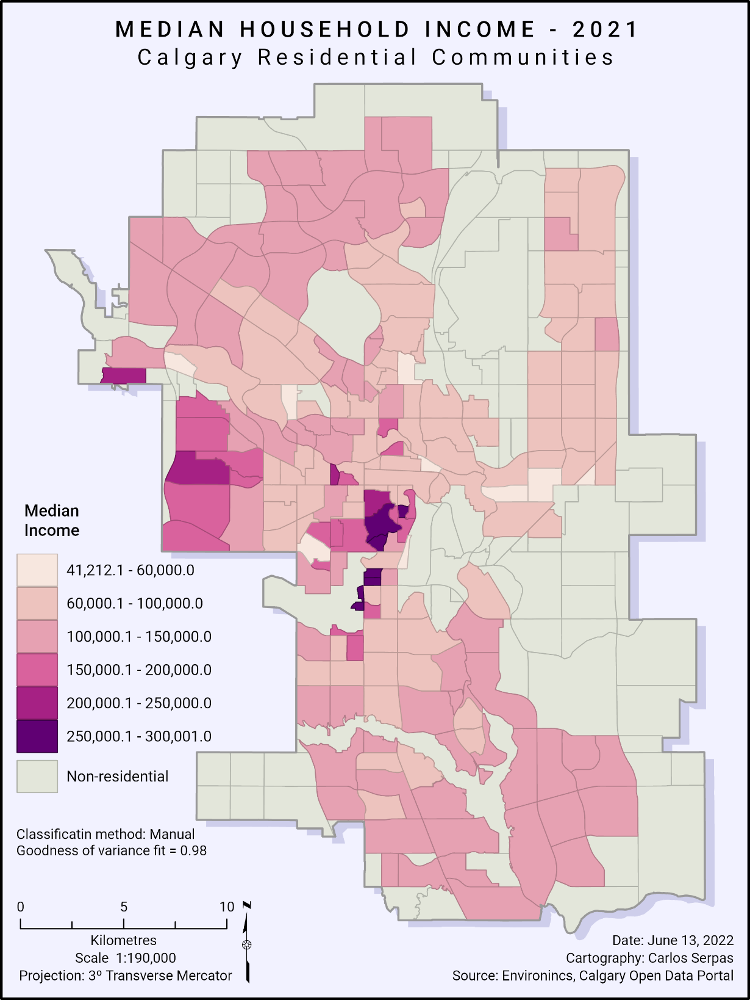 MEDIAN HOUSEHOLD INCOME - 2021
Calgary Residential Communities
Median
Income
41,212.1 - 60,000.0
60,000.1 - 100,000.0
100,000.1 - 150,000.0
150,000.1 - 200,000.0
200,000.1 - 250,000.0
250,000.1 - 300,001.0
Non-residential
Classificatin method: Manual
Goodness of variance fit = 0.98
0 5 10
N
Kilometres
Scale 1:190,000
Projection: 3º Transverse Mercator
Date: June 13, 2022
Cartography: Carlos Serpas
Source: Environincs, Calgary Open Data Portal